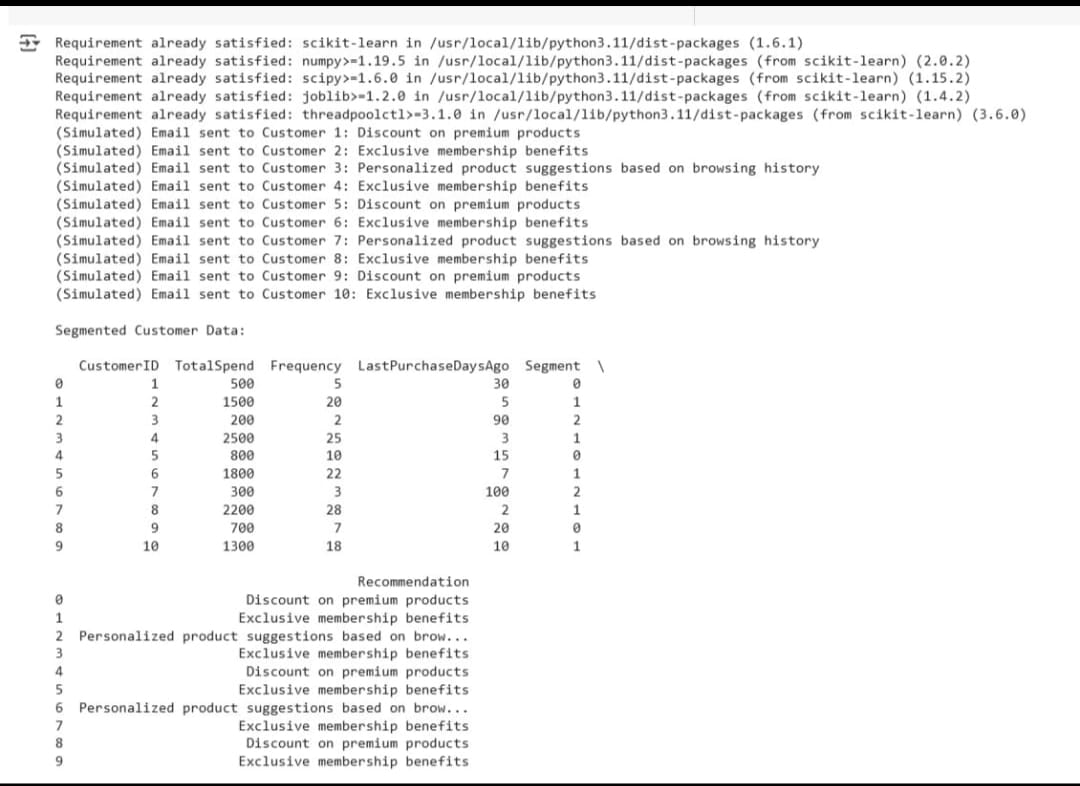 Requirement already satisfied: scikit-learn in /usr/local/lib/python3.11/dist-packages (1.6.1)
Requirement already satisfied: numpy>=1.19.5 in /usr/local/lib/python3.11/dist-packages (from scikit-learn) (2.0.2)
Requirement already satisfied: scipy>=1.6.0 in /usr/local/lib/python3.11/dist-packages (from scikit-learn) (1.15.2)
Requirement already satisfied: joblib>=1.2.0 in /usr/local/lib/python3.11/dist-packages (from scikit-learn) (1.4.2)
Requirement already satisfied: threadpoolctl>=3.1.0 in /usr/local/lib/python3.11/dist-packages (from scikit-learn) (3.6.0)
(Simulated) Email sent to Customer 1: Discount on premium products
(Simulated) Email sent to Customer 2: Exclusive membership benefits
(Simulated) Email sent to Customer 3: Personalized product suggestions based on browsing history
(Simulated) Email sent to Customer 4: Exclusive membership benefits
(Simulated) Email sent to Customer 5: Discount on premium products
(Simulated) Email sent to Customer 6: Exclusive membership benefits
(Simulated) Email sent to Customer 7: Personalized product suggestions based on browsing history
(Simulated) Email sent to Customer 8: Exclusive membership benefits
(Simulated) Email sent to Customer 9: Discount on premium products
(Simulated) Email sent to Customer 10: Exclusive membership benefits
Segmented Customer Data:
CustomerID TotalSpend Frequency LastPurchaseDaysAgo Segment \
0 1 500 5 30 0
1 2 1500 20 5 1
2 3 200 2 90 2
3 4 2500 25 3 1
4 5 800 10 15 0
5 6 1800 22 7 1
6 7 300 3 100 2
7 8 2200 28 2 1
8 9 700 7 20 0
9 10 1300 18 10 1
Recommendation
0 Discount on premium products
1 Exclusive membership benefits
2 Personalized product suggestions based on brow...
3 Exclusive membership benefits
4 Discount on premium products
5 Exclusive membership benefits
6 Personalized product suggestions based on brow...
7 Exclusive membership benefits
8 Discount on premium products
9 Exclusive membership benefits